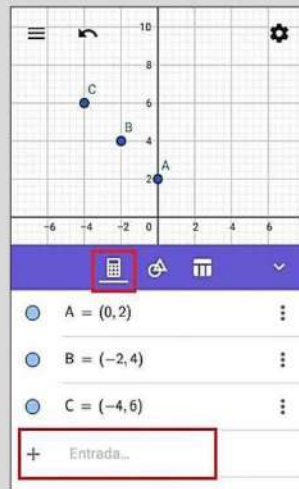 10
8
C
6
B
4
A
2
-6 -4 -2 0 2 4 6
A = (0, 2)
B = (-2, 4)
C = (-4, 6)
+ Entrada...